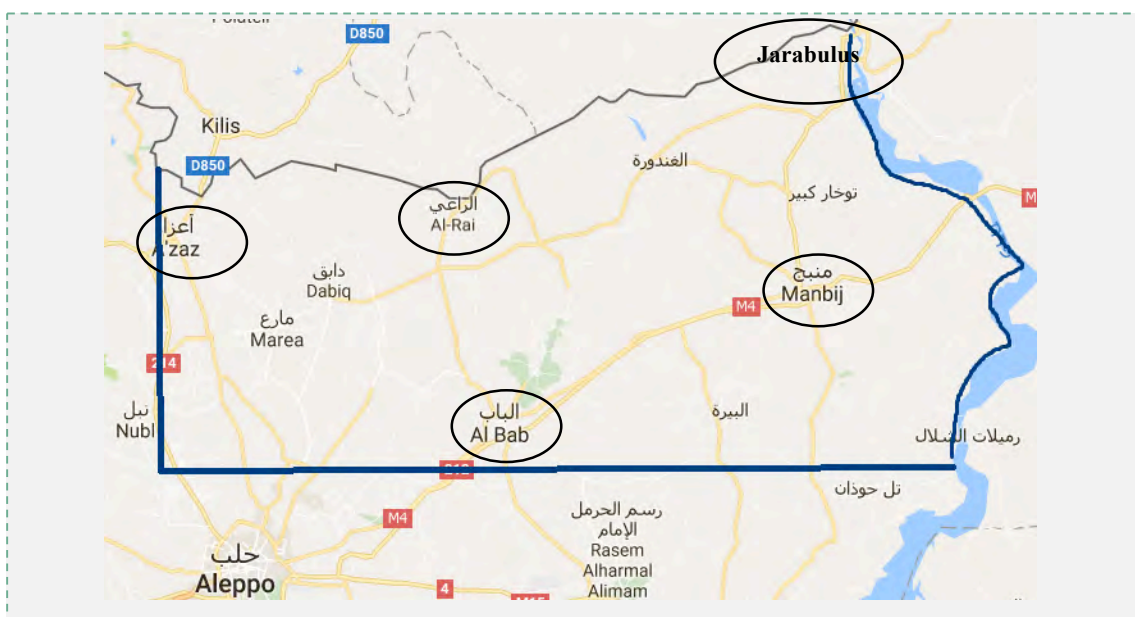 D850
Jarabulus
Kilis
D850
الغندورة
توخار كبير
الراعي
Al-Rai
أعزاز
A'zaz
دابق
Dabiq
منبج
Manbij
M4
مارع
Marea
214
نبل
Nubl
الباب
Al Bab
البيرة
رميلات الشلال
تل حوذان
M4
رسم الحرمل
الإمام
Rasem
Alharmal
Alimam
حلب
Aleppo
4